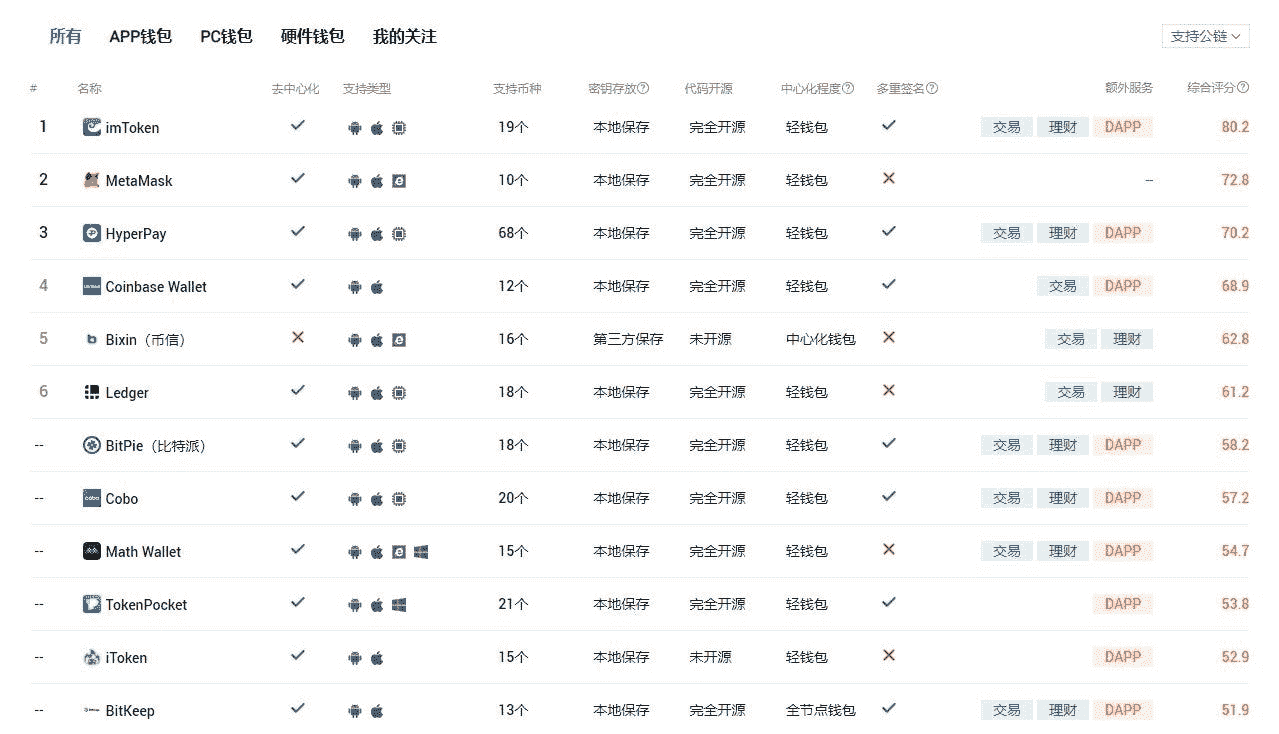 所有 APP钱包 PC钱包 硬件钱包 我的关注 支持公链
# 名称 去中心化 支持类型 支持币种 密钥存放? 代码开源 中心化程度? 多重签名? 额外服务 综合评分?
1 imToken 19个 本地保存 完全开源 轻钱包 交易 理财 DAPP 80.2
2 MetaMask 10个 本地保存 完全开源 轻钱包 -- 72.8
3 HyperPay 68个 本地保存 完全开源 轻钱包 交易 理财 DAPP 70.2
4 Coinbase Wallet 12个 本地保存 完全开源 轻钱包 交易 DAPP 68.9
5 Bixin（币信） 16个 第三方保存 未开源 中心化钱包 交易 理财 62.8
6 Ledger 18个 本地保存 完全开源 轻钱包 交易 理财 61.2
-- BitPie（比特派） 18个 本地保存 完全开源 轻钱包 交易 理财 DAPP 58.2
-- Cobo 20个 本地保存 完全开源 轻钱包 交易 理财 DAPP 57.2
-- Math Wallet 15个 本地保存 完全开源 轻钱包 交易 理财 DAPP 54.7
-- TokenPocket 21个 本地保存 完全开源 轻钱包 DAPP 53.8
-- iToken 15个 本地保存 未开源 轻钱包 DAPP 52.9
-- BitKeep 13个 本地保存 完全开源 全节点钱包 交易 理财 DAPP 51.9